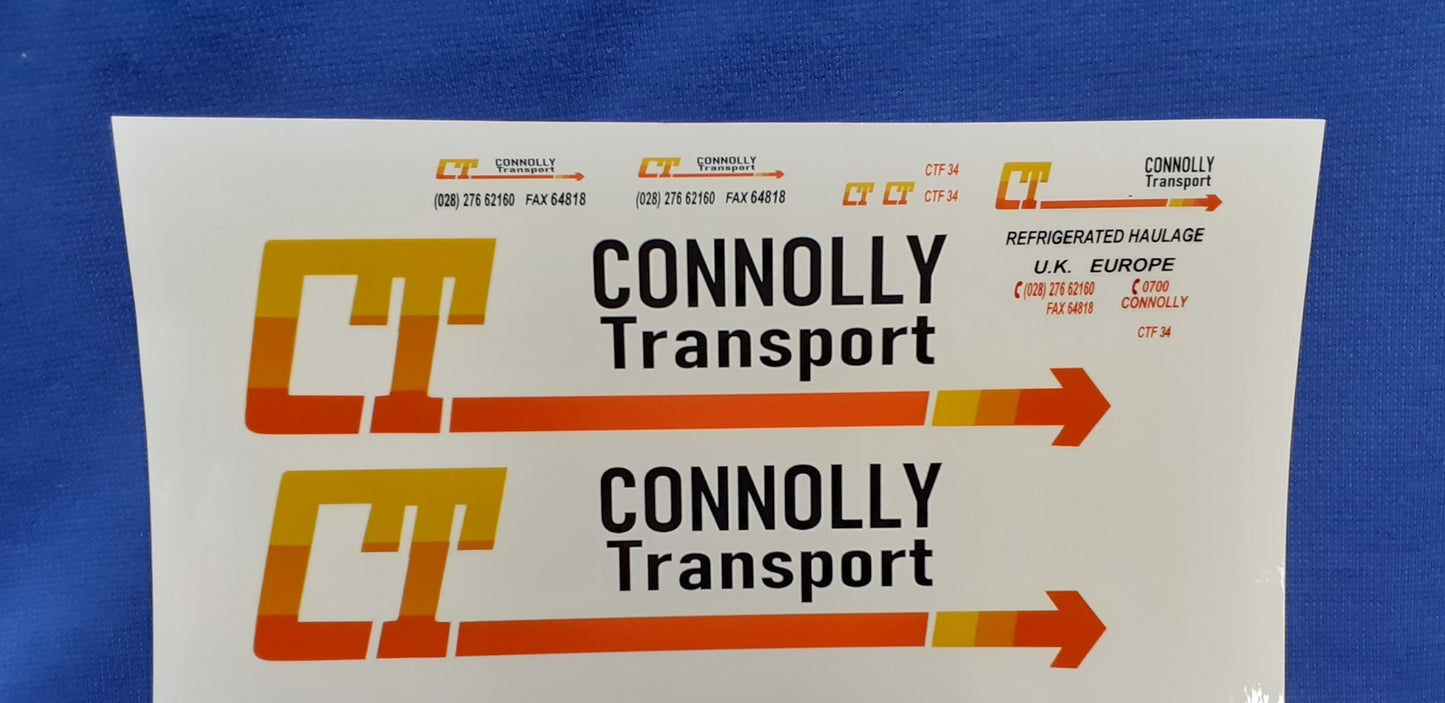 CT CONNOLLY
Transport
(028) 276 62160 FAX 64818
CT CONNOLLY
Transport
(028) 276 62160 FAX 64818
CTF 34
CT CT CTF 34
CT CONNOLLY
Transport
REFRIGERATED HAULAGE
U.K. EUROPE
(028) 276 62160 0700
FAX 64818 CONNOLLY
CTF 34
CT CONNOLLY
Transport
CT CONNOLLY
Transport